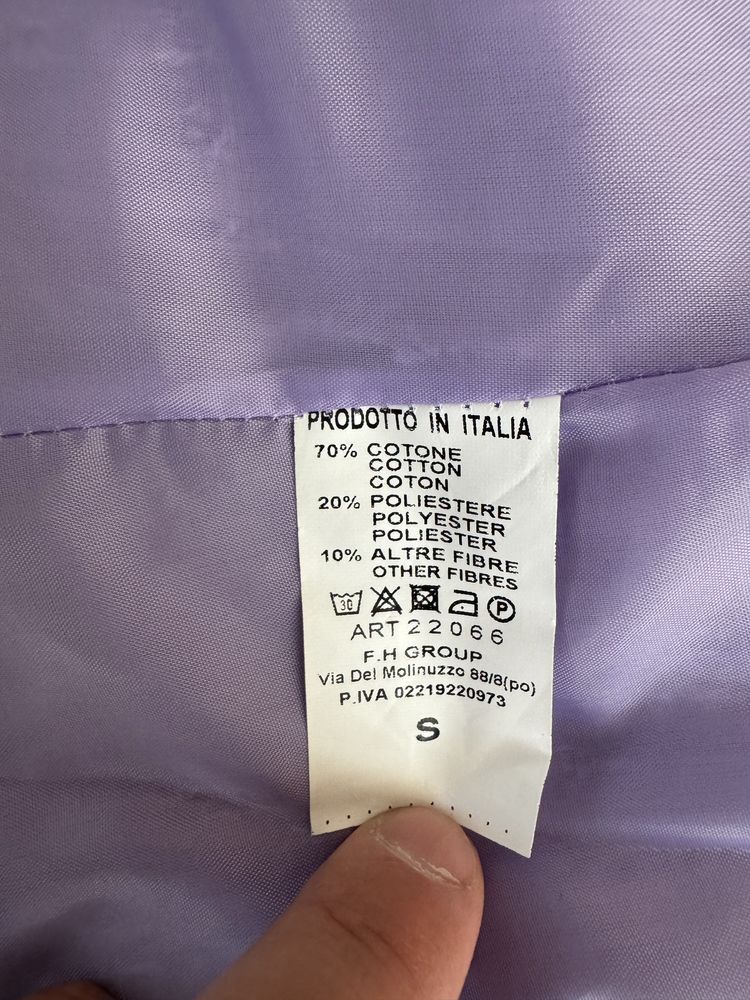 PRODOTTO IN ITALIA
70% COTONE
COTTON
COTON
20% POLIESTERE
POLYESTER
POLIESTER
10% ALTRE FIBRE
OTHER FIBRES
30 P
ART 22066
F.H GROUP
Via Del Molinuzzo 88/8(po)
P.IVA 02219220973
S